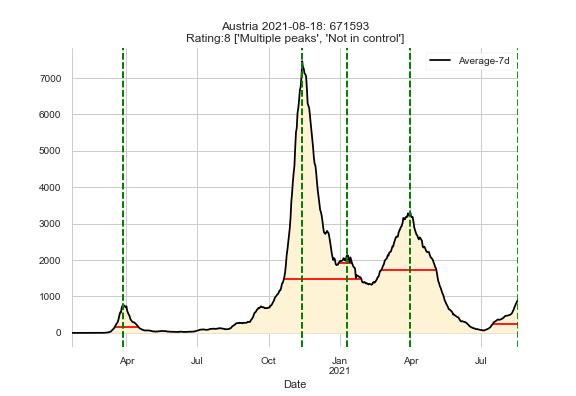 Austria 2021-08-18: 671593
Rating:8 ['Multiple peaks', 'Not in control']
Average-7d
7000
6000
5000
4000
3000
2000
1000
0
Apr
Jul
Oct
Jan
2021
Apr
Jul
Date